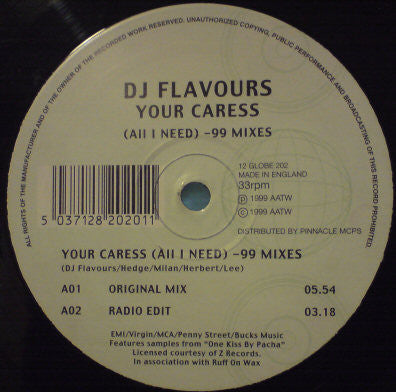 ALL RIGHTS OF THE MANUFACTURER AND OF THE OWNER OF THE RECORDED WORK RESERVED. UNAUTHORIZED COPYING, PUBLIC PERFORMANCE AND BROADCASTING OF THIS RECORD PROHIBITED.
DJ FLAVOURS
YOUR CARESS
(All I NEED) -99 MIXES
12 GLOBE 202
MADE IN ENGLAND
33rpm
℗ 1999 AATW
© 1999 AATW
5 037128 202011
DISTRIBUTED BY PINNACLE MCPS
YOUR CARESS (All I NEED) -99 MIXES
(DJ Flavours/Hedge/Milan/Herbert/Lee)
A01 ORIGINAL MIX 05.54
A02 RADIO EDIT 03.18
EMI/Virgin/MCA/Penny Street/Bucks Music
Features samples from "One Kiss By Pacha"
Licensed courtesy of Z Records.
In association with Ruff On Wax